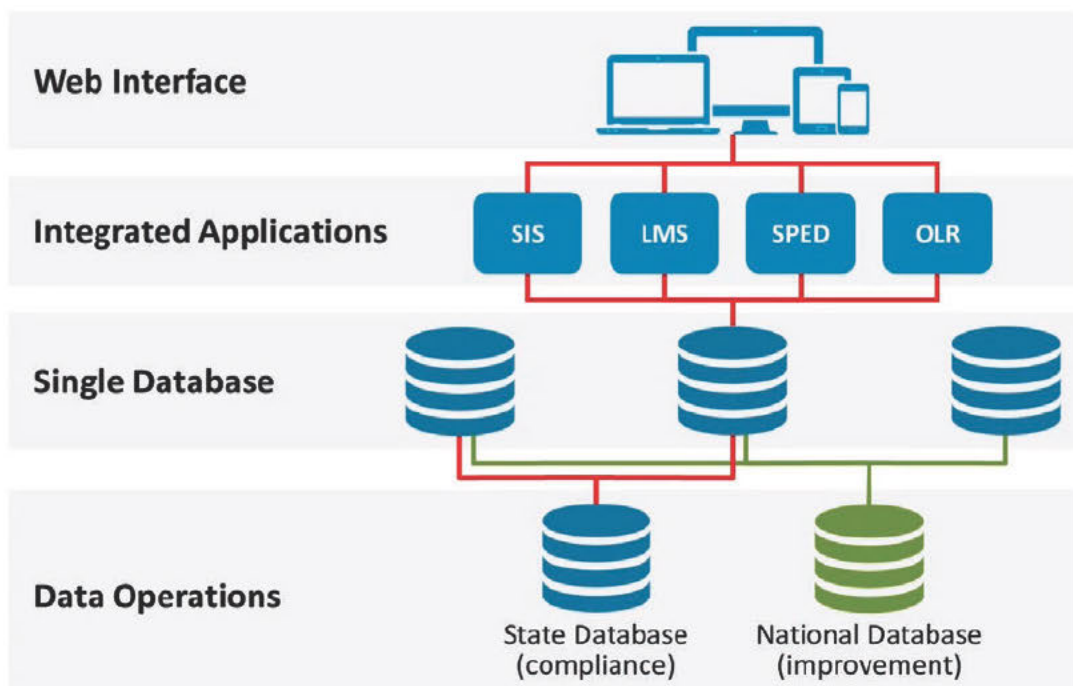 Web Interface
Integrated Applications
SIS
LMS
SPED
OLR
Single Database
Data Operations
State Database
(compliance)
National Database
(improvement)